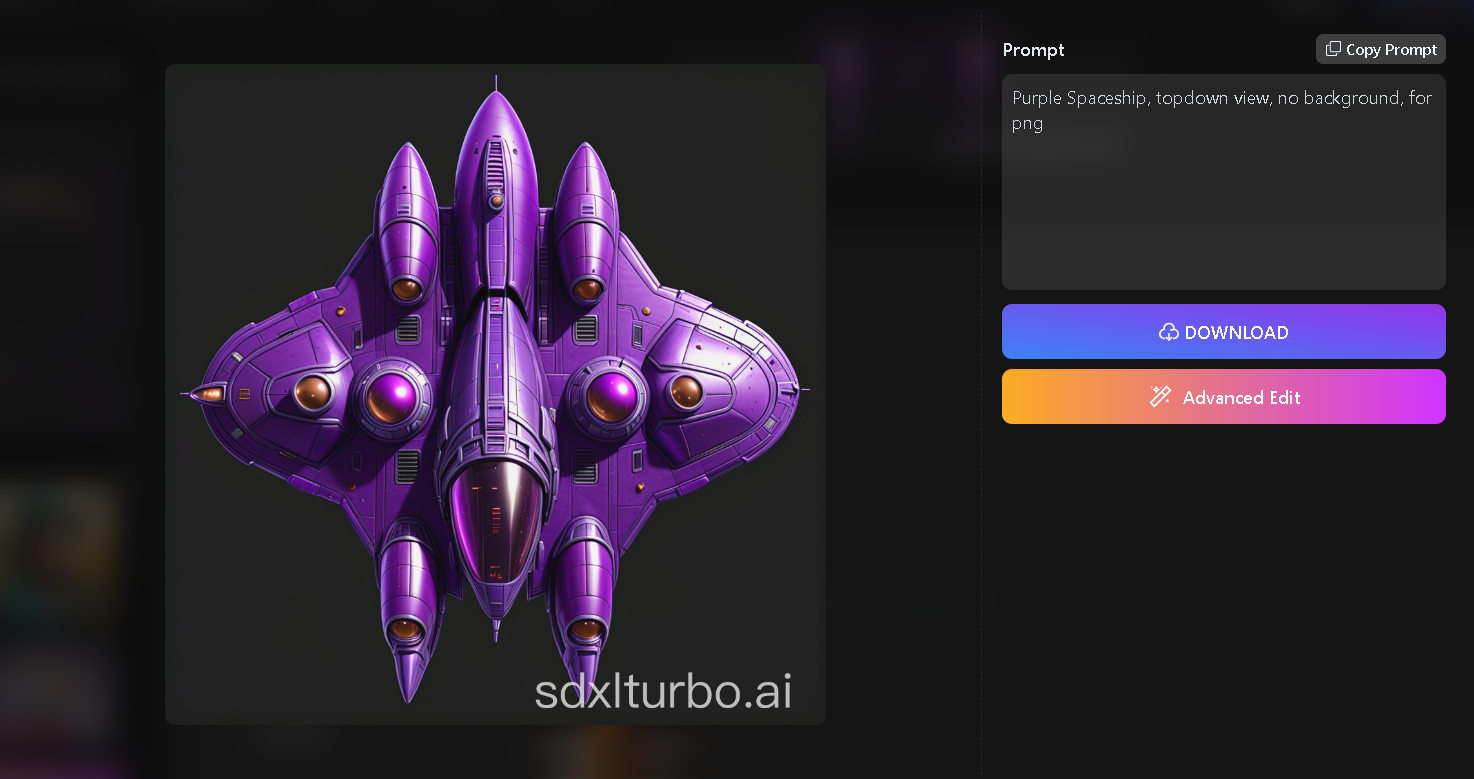 Prompt
Copy Prompt
Purple Spaceship, topdown view, no background, for
png
DOWNLOAD
Advanced Edit
sdxlturbo.ai